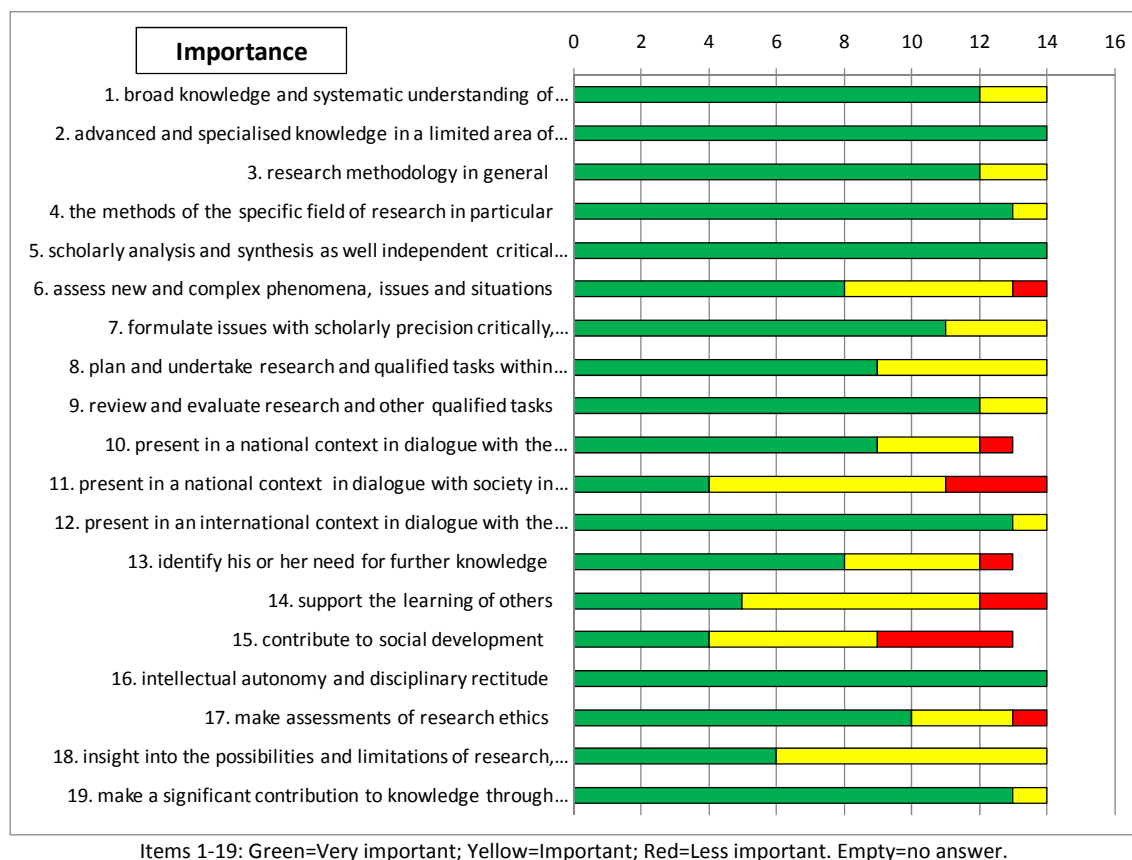 Importance
0 2 4 6 8 10 12 14 16
1. broad knowledge and systematic understanding of...
2. advanced and specialised knowledge in a limited area of...
3. research methodology in general
4. the methods of the specific field of research in particular
5. scholarly analysis and synthesis as well independent critical...
6. assess new and complex phenomena, issues and situations
7. formulate issues with scholarly precision critically,...
8. plan and undertake research and qualified tasks within...
9. review and evaluate research and other qualified tasks
10. present in a national context in dialogue with the...
11. present in a national context in dialogue with society in...
12. present in an international context in dialogue with the...
13. identify his or her need for further knowledge
14. support the learning of others
15. contribute to social development
16. intellectual autonomy and disciplinary rectitude
17. make assessments of research ethics
18. insight into the possibilities and limitations of research,...
19. make a significant contribution to knowledge through...
Items 1-19: Green=Very important; Yellow=Important; Red=Less important. Empty=no answer.